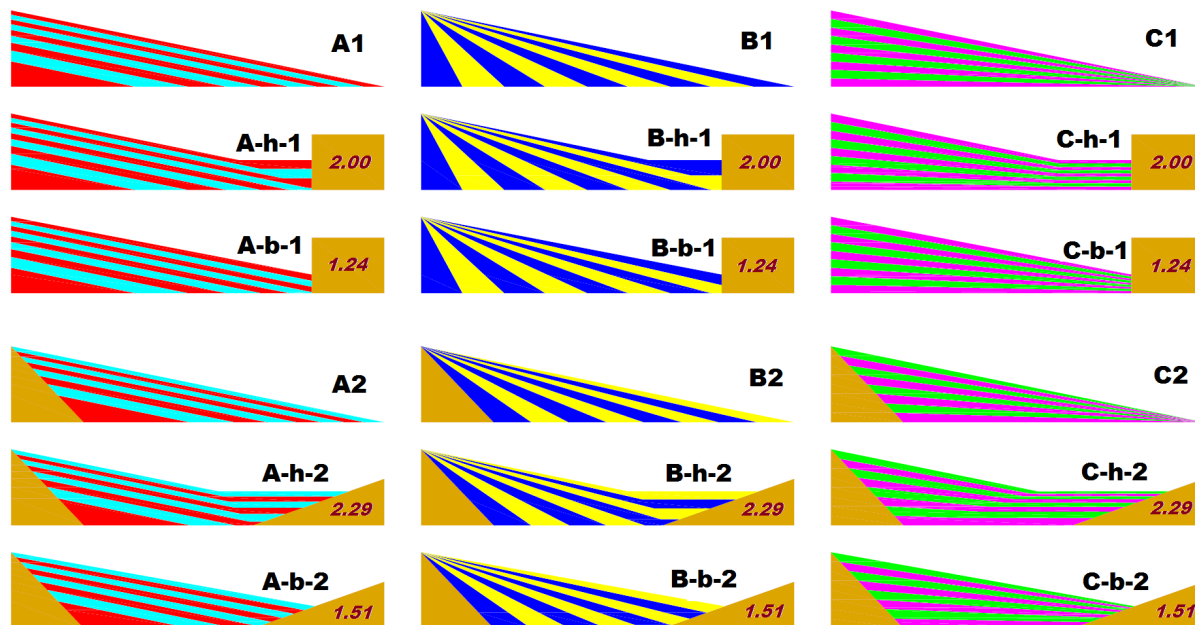 A1
B1
C1
A-h-1
2.00
B-h-1
2.00
C-h-1
2.00
A-b-1
1.24
B-b-1
1.24
C-b-1
1.24
A2
B2
C2
A-h-2
2.29
B-h-2
2.29
C-h-2
2.29
A-b-2
1.51
B-b-2
1.51
C-b-2
1.51